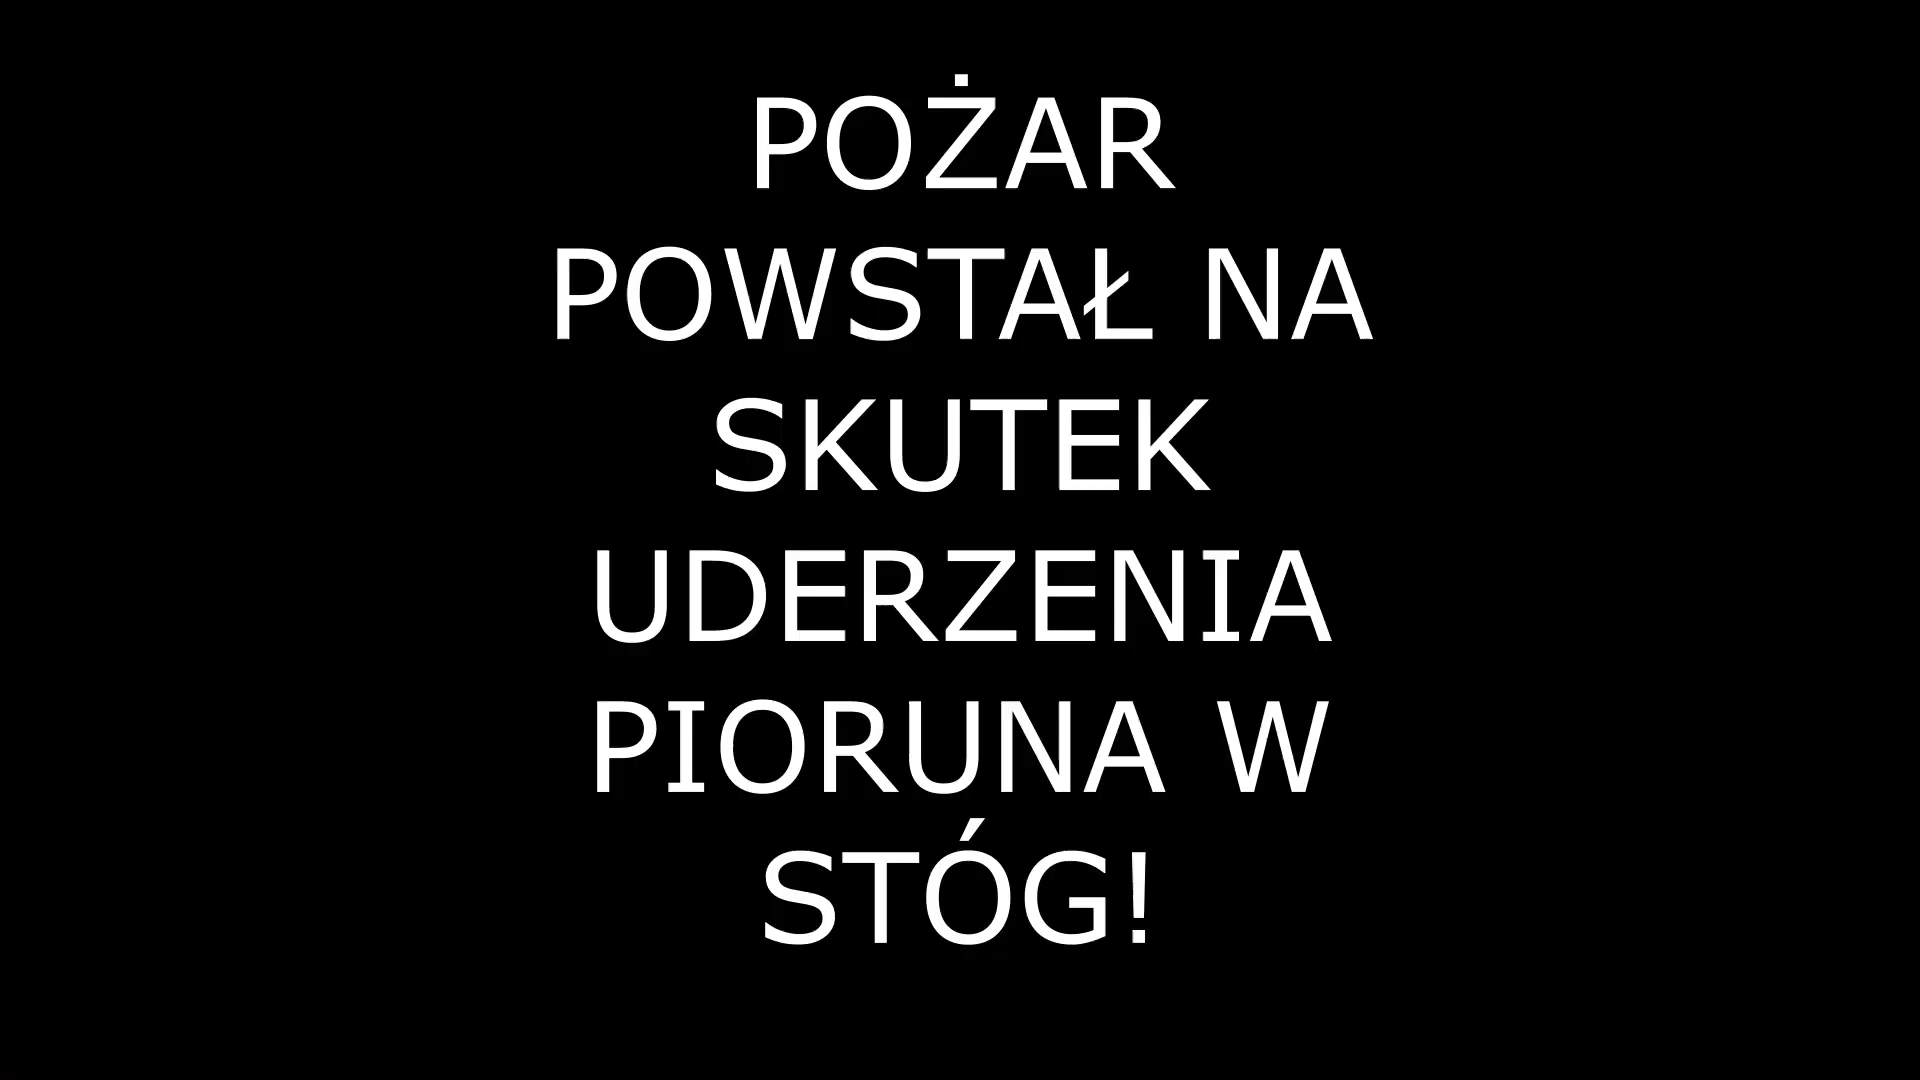 POŻAR
POWSTAŁ NA
SKUTEK
UDERZENIA
PIORUNA W
STÓG!